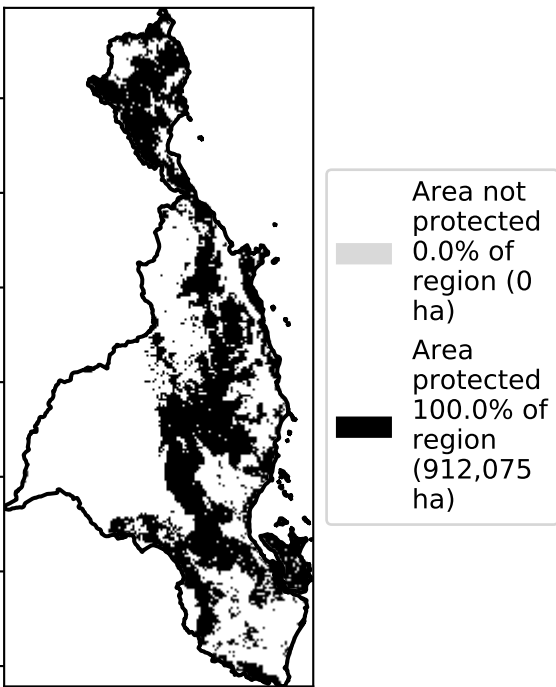 Area not
protected
0.0% of
region (0
ha)
Area
protected
100.0% of
region
(912,075
ha)